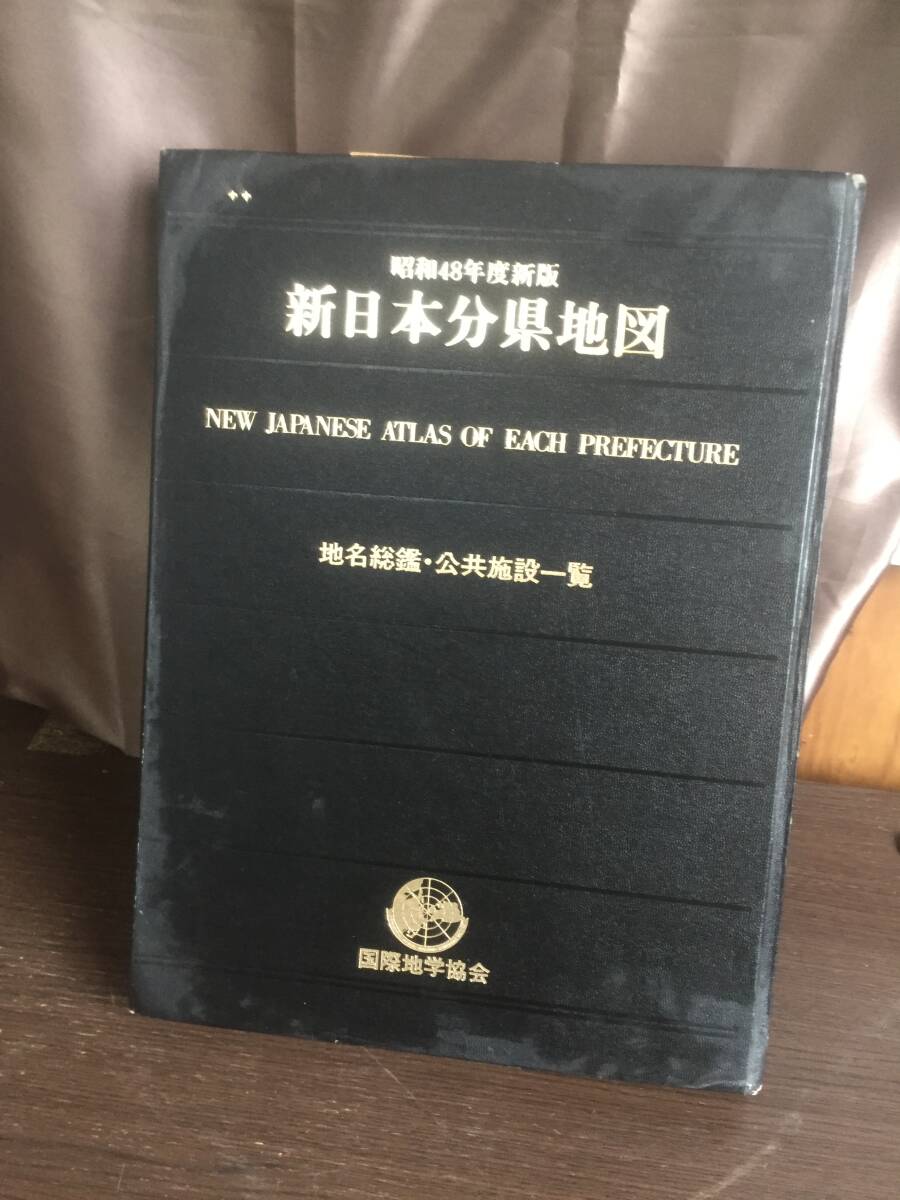 昭和48年度新版
新日本分県地図
NEW JAPANESE ATLAS OF EACH PREFECTURE
地名総鑑・公共施設一覧
国際地学協会